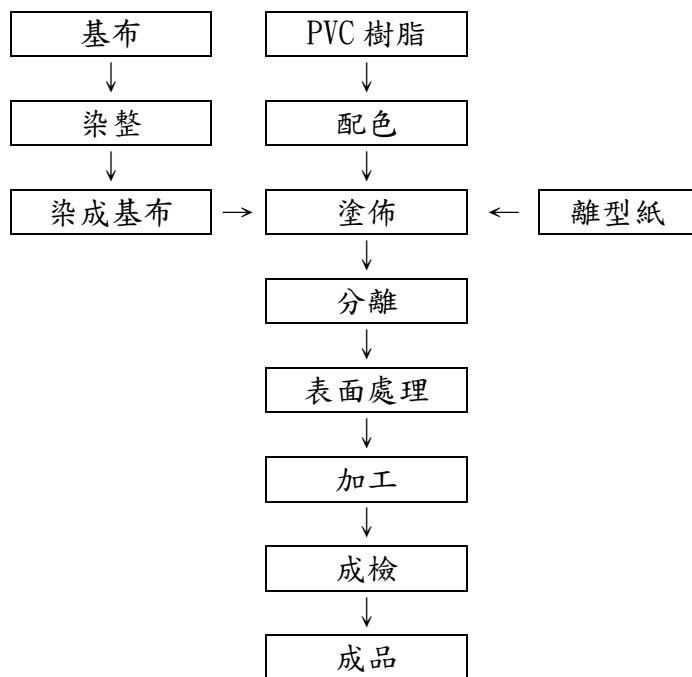 基布
PVC 樹脂
↓
↓
染整
配色
↓
↓
染成基布 → 塗佈 ← 離型紙
↓
分離
↓
表面處理
↓
加工
↓
成檢
↓
成品